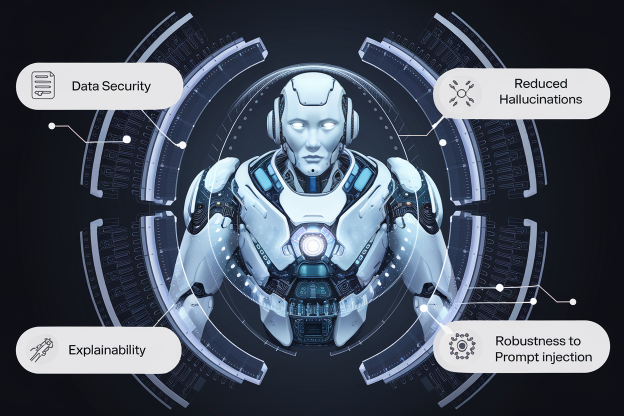 Data Security
Reduced
Hallucinations
Explainability
Robustness to
Prompt injection